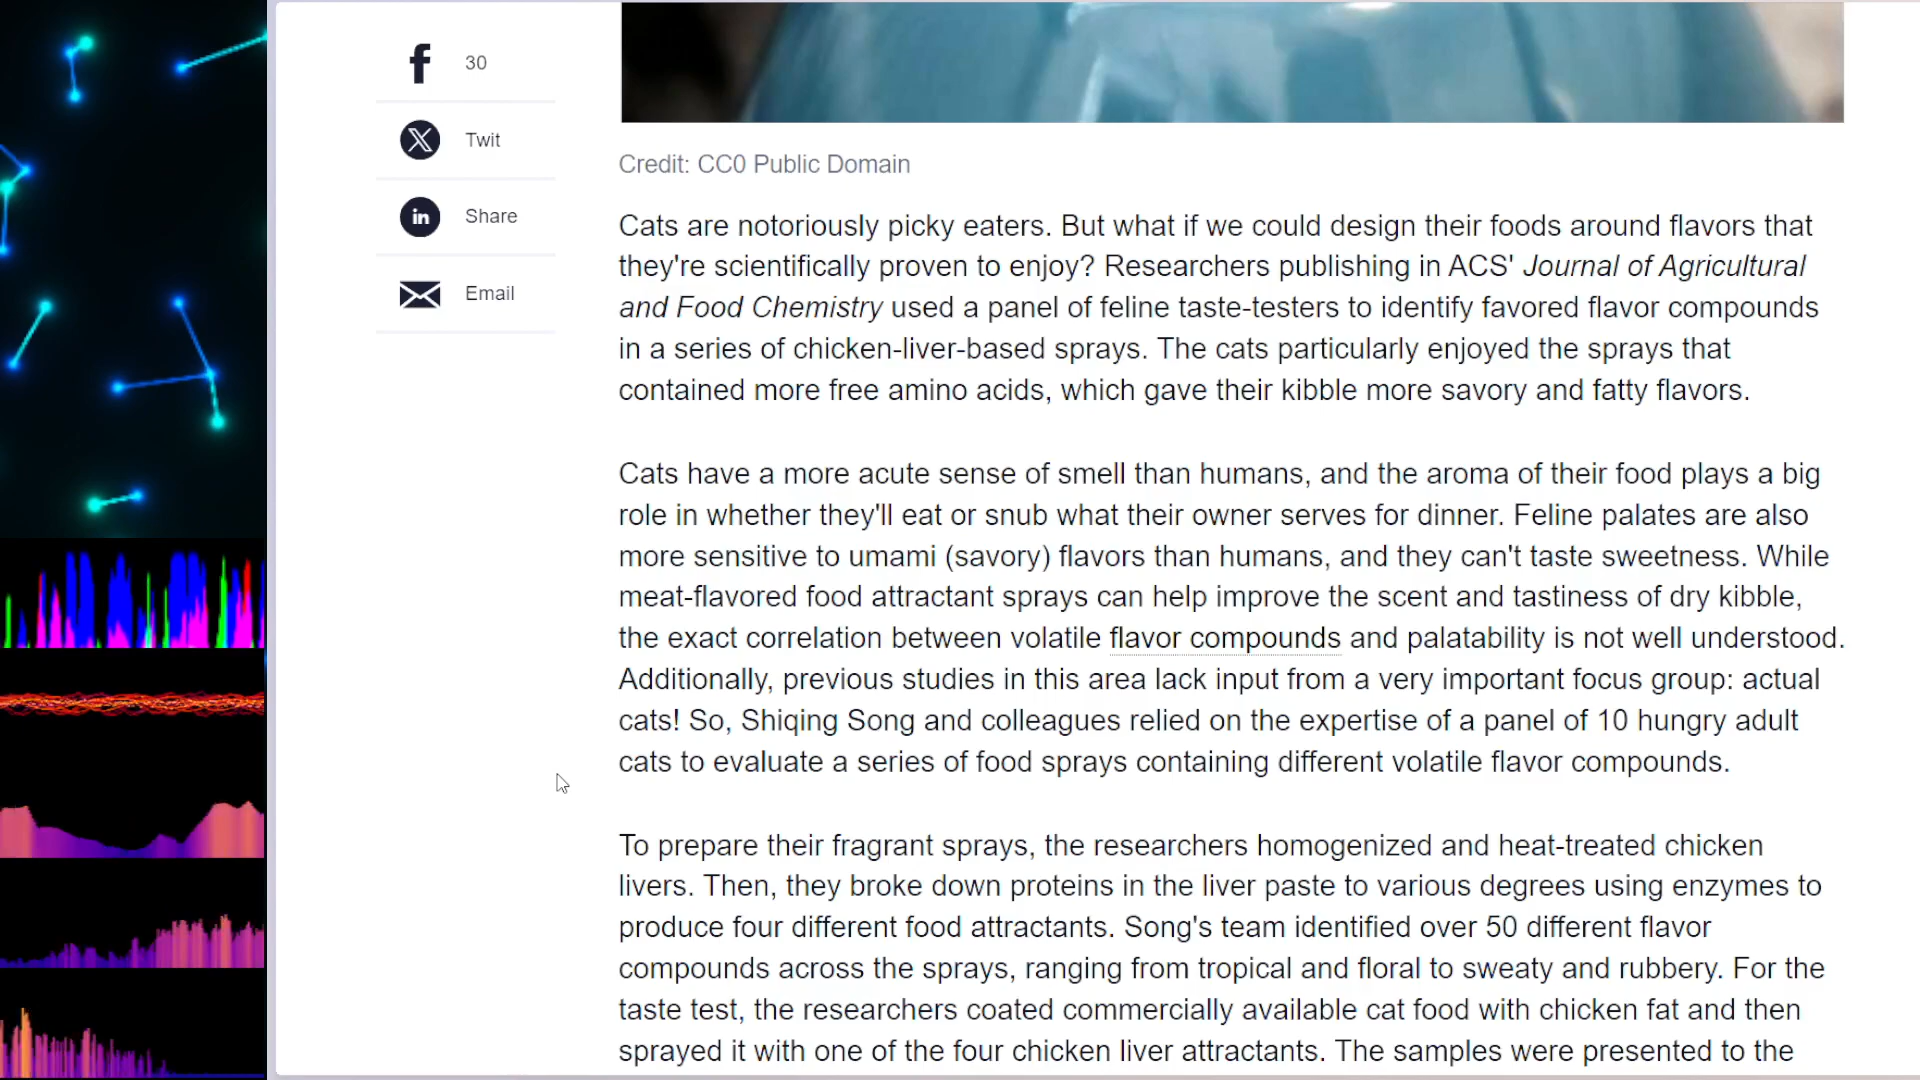 30
Twit
Share
Email
Credit: CC0 Public Domain
Cats are notoriously picky eaters. But what if we could design their foods around flavors that
they're scientifically proven to enjoy? Researchers publishing in ACS' Journal of Agricultural
and Food Chemistry used a panel of feline taste-testers to identify favored flavor compounds
in a series of chicken-liver-based sprays. The cats particularly enjoyed the sprays that
contained more free amino acids, which gave their kibble more savory and fatty flavors.
Cats have a more acute sense of smell than humans, and the aroma of their food plays a big
role in whether they'll eat or snub what their owner serves for dinner. Feline palates are also
more sensitive to umami (savory) flavors than humans, and they can't taste sweetness. While
meat-flavored food attractant sprays can help improve the scent and tastiness of dry kibble,
the exact correlation between volatile flavor compounds and palatability is not well understood.
Additionally, previous studies in this area lack input from a very important focus group: actual
cats! So, Shiqing Song and colleagues relied on the expertise of a panel of 10 hungry adult
cats to evaluate a series of food sprays containing different volatile flavor compounds.
To prepare their fragrant sprays, the researchers homogenized and heat-treated chicken
livers. Then, they broke down proteins in the liver paste to various degrees using enzymes to
produce four different food attractants. Song's team identified over 50 different flavor
compounds across the sprays, ranging from tropical and floral to sweaty and rubbery. For the
taste test, the researchers coated commercially available cat food with chicken fat and then
sprayed it with one of the four chicken liver attractants. The samples were presented to the